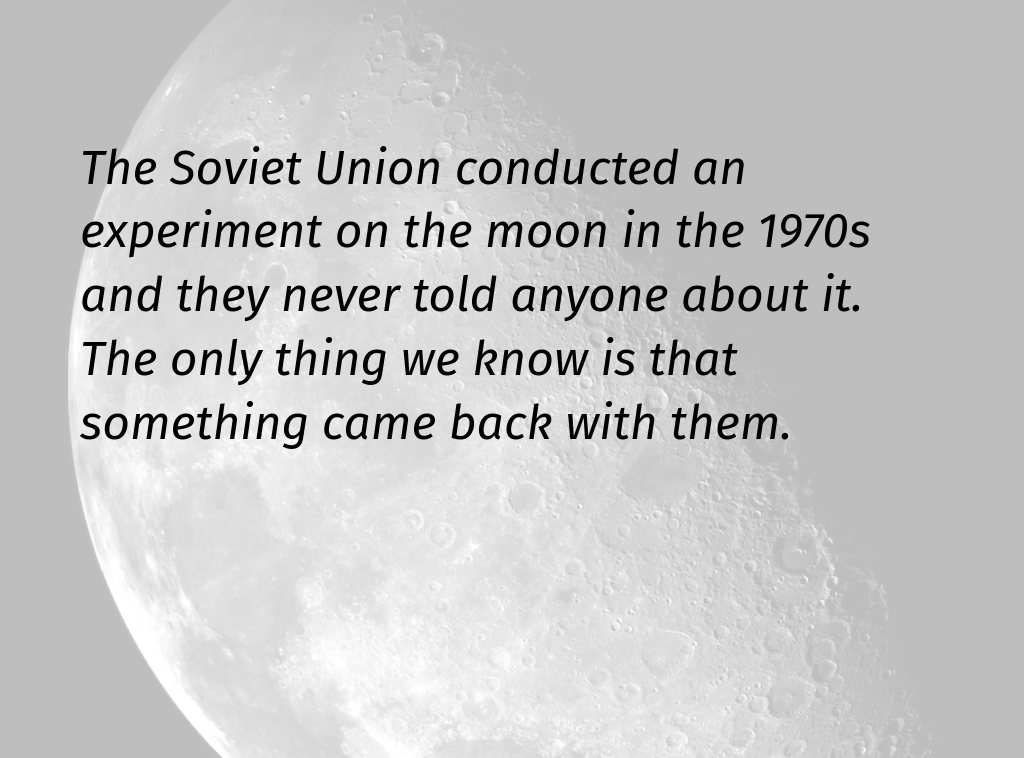 The Soviet Union conducted an
experiment on the moon in the 1970s
and they never told anyone about it.
The only thing we know is that
something came back with them.